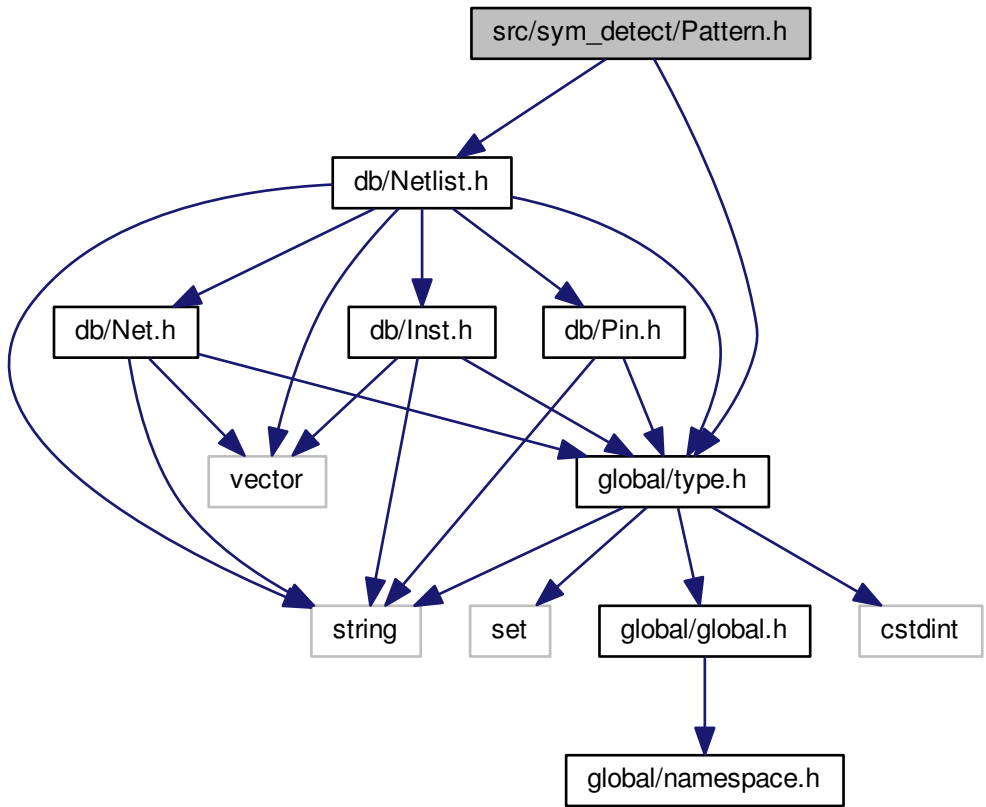 src/sym_detect/Pattern.h
db/Netlist.h
db/Net.h
db/Inst.h
db/Pin.h
vector
global/type.h
string
set
global/global.h
cstdint
global/namespace.h